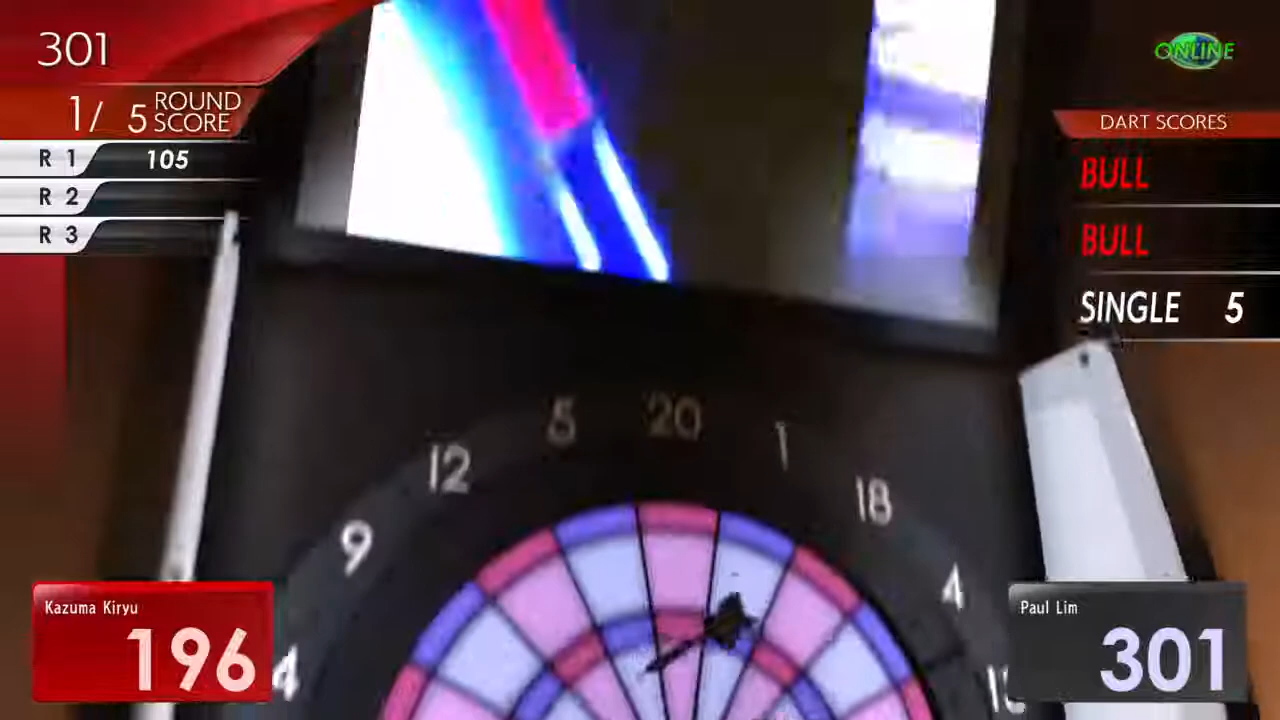 301
ONLINE
1/ 5 ROUND SCORE
R 1 105
R 2
R 3
DART SCORES
BULL
BULL
SINGLE 5
5 20 1
12 18
9 4
Kazuma Kiryu
196
4
Paul Lim
301